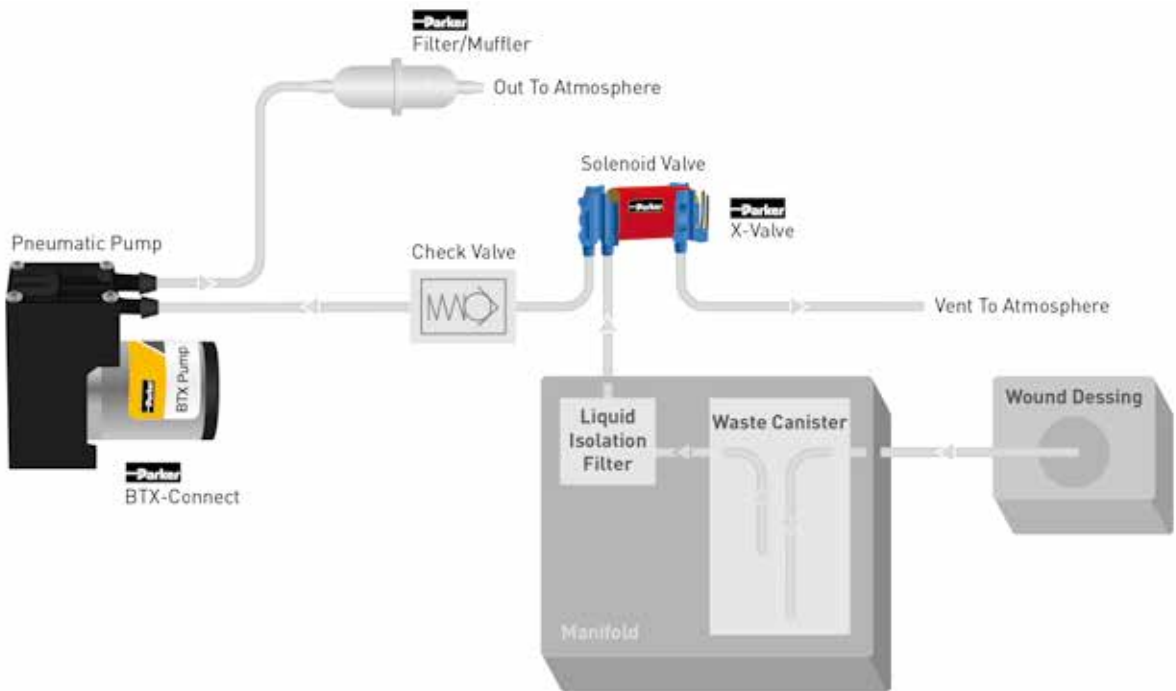 Parker
Filter/Muffler
Out To Atmosphere
Solenoid Valve
Parker
Parker
X-Valve
Pneumatic Pump
Check Valve
Vent To Atmosphere
Parker
BTX Pump
Parker
BTX-Connect
Liquid
Isolation
Filter
Waste Canister
Wound Dessing
Manifold